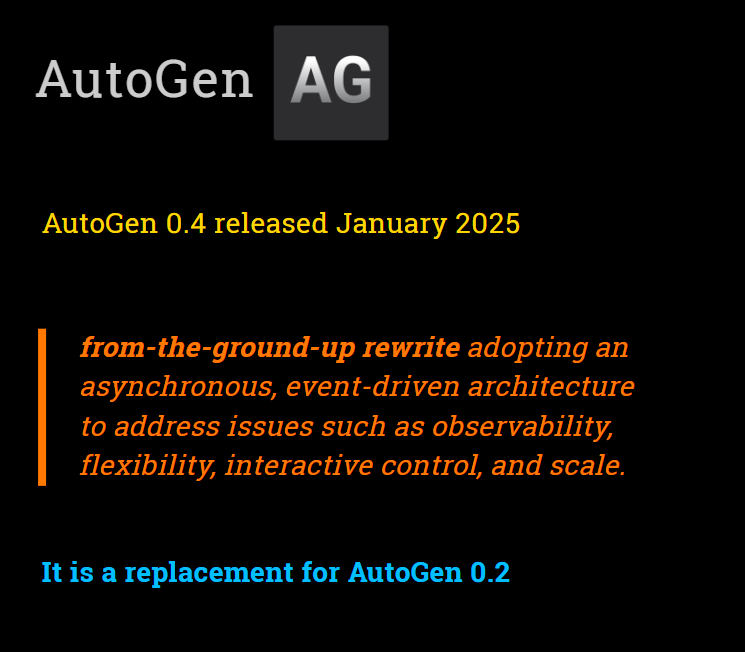 AutoGen AG
AutoGen 0.4 released January 2025
from-the-ground-up rewrite adopting an
asynchronous, event-driven architecture
to address issues such as observability,
flexibility, interactive control, and scale.
It is a replacement for AutoGen 0.2